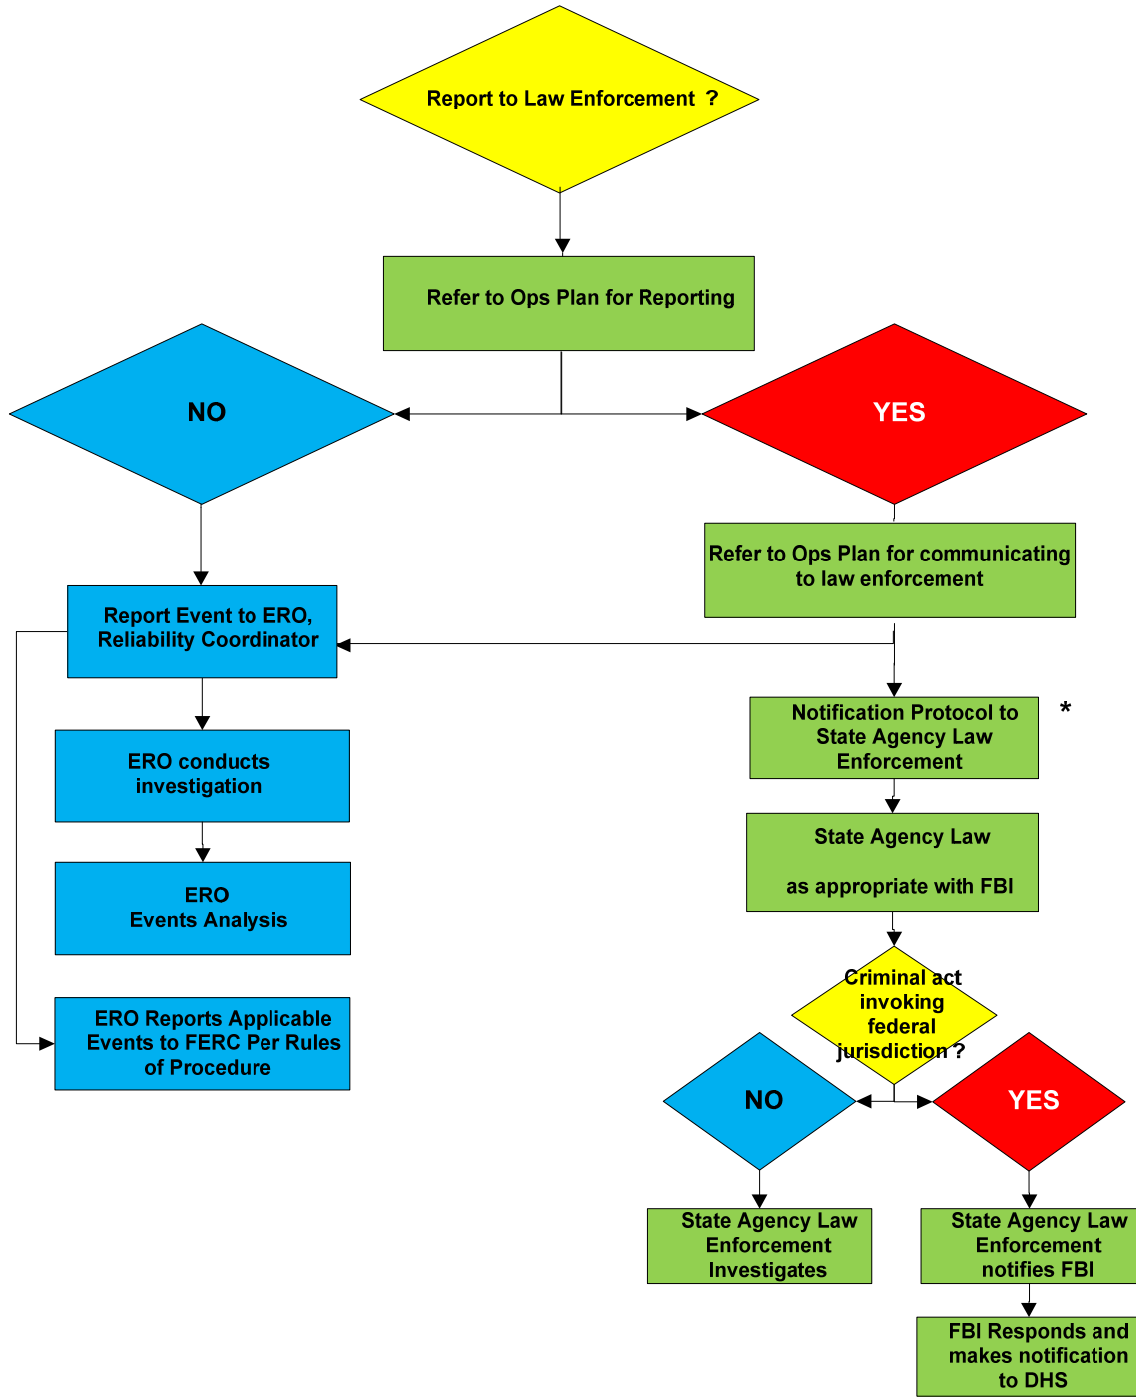 Report to Law Enforcement ?
Refer to Ops Plan for Reporting
NO
YES
Refer to Ops Plan for communicating
to law enforcement
Report Event to ERO,
Reliability Coordinator
Notification Protocol to
State Agency Law
Enforcement
*
ERO conducts
investigation
State Agency Law
as appropriate with FBI
ERO
Events Analysis
Criminal act
invoking
federal
jurisdiction ?
ERO Reports Applicable
Events to FERC Per Rules
of Procedure
NO
YES
State Agency Law
Enforcement
Investigates
State Agency Law
Enforcement
notifies FBI
FBI Responds and
makes notification
to DHS